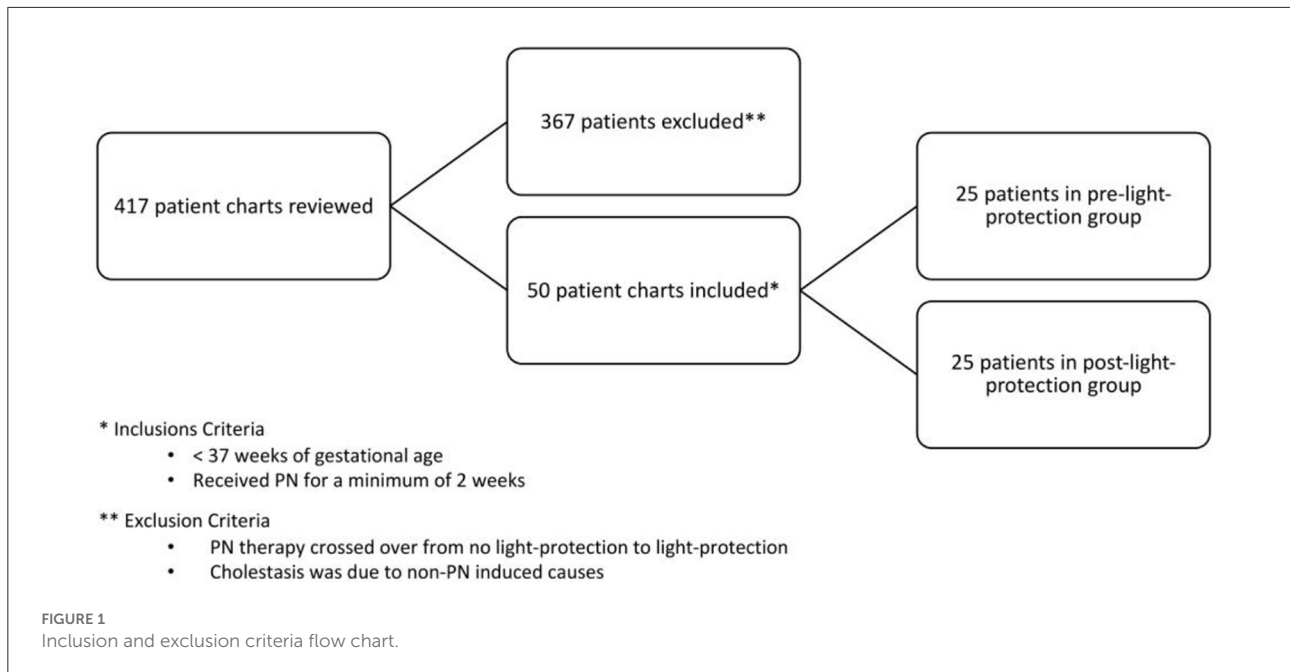 417 patient charts reviewed
367 patients excluded**
50 patient charts included*
25 patients in pre-light-
protection group
25 patients in post-light-
protection group
* Inclusions Criteria
• < 37 weeks of gestational age
• Received PN for a minimum of 2 weeks
** Exclusion Criteria
• PN therapy crossed over from no light-protection to light-protection
• Cholestasis was due to non-PN induced causes
FIGURE 1
Inclusion and exclusion criteria flow chart.